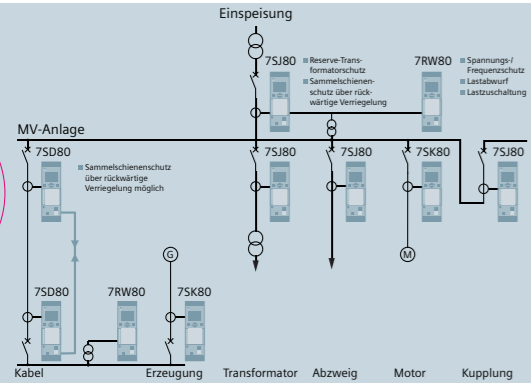 Einspeisung
7SJ80
Reserve-Trans-
formatorschutz
Sammelschienen-
schutz über rück-
wärtige Verriegelung
7RW80
Spannungs-/
Frequenzschutz
Lastabwurf
Lastzuschaltung
MV-Anlage
7SD80
Sammelschienenschutz
über rückwärtige
Verriegelung möglich
7SJ80
7SJ80
7SK80
7SJ80
G
M
7SD80
7RW80
7SK80
Kabel
Erzeugung
Transformator
Abzweig
Motor
Kupplung